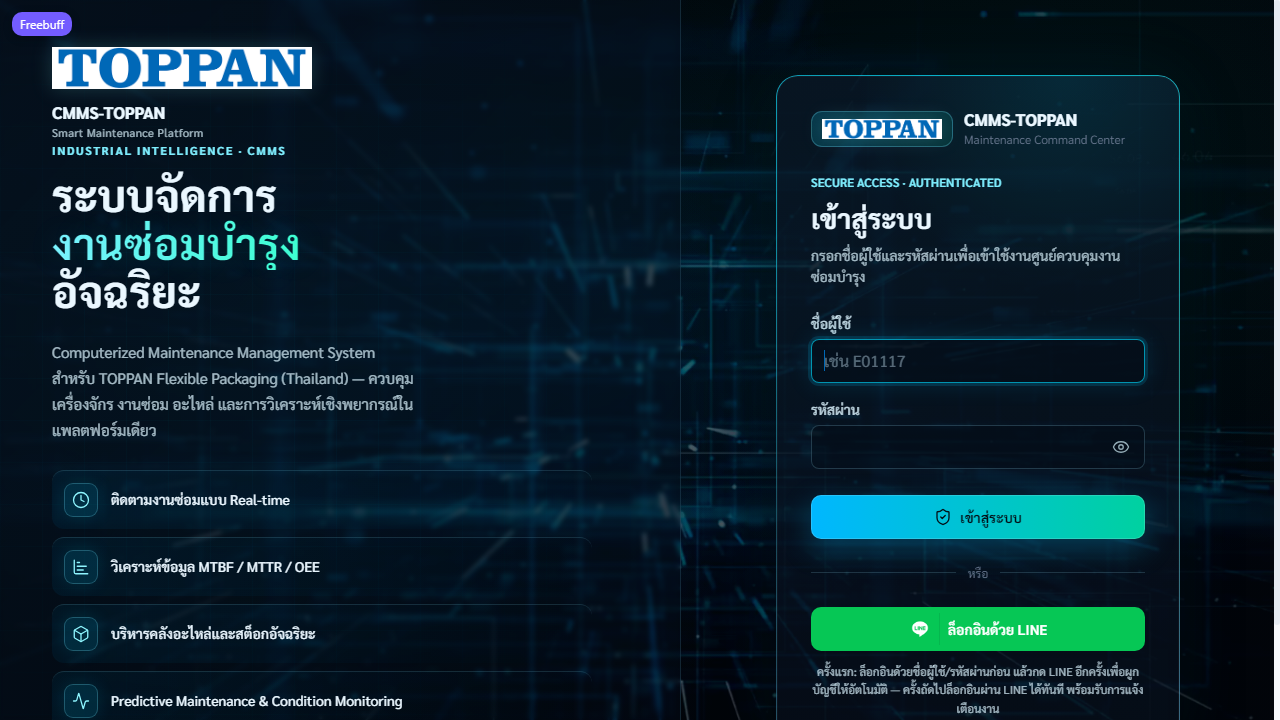 Freebuff
TOPPAN
CMMS-TOPPAN
Smart Maintenance Platform
INDUSTRIAL INTELLIGENCE · CMMS
ระบบจัดการ
งานซ่อมบำรุง
อัจฉริยะ
Computerized Maintenance Management System
สำหรับ TOPPAN Flexible Packaging (Thailand) — ควบคุม
เครื่องจักร งานซ่อม อะไหล่ และการวิเคราะห์เชิงพยากรณ์ใน
แพลตฟอร์มเดียว
ติดตามงานซ่อมแบบ Real-time
วิเคราะห์ข้อมูล MTBF / MTTR / OEE
บริหารคลังอะไหล่และสต็อกอัจฉริยะ
Predictive Maintenance & Condition Monitoring
TOPPAN
CMMS-TOPPAN
Maintenance Command Center
SECURE ACCESS · AUTHENTICATED
เข้าสู่ระบบ
กรอกชื่อผู้ใช้และรหัสผ่านเพื่อเข้าใช้งานศูนย์ควบคุมงาน
ซ่อมบำรุง
ชื่อผู้ใช้
เช่น E01117
รหัสผ่าน
เข้าสู่ระบบ
หรือ
LINE
ล็อกอินด้วย LINE
ครั้งแรก: ล็อกอินด้วยชื่อผู้ใช้/รหัสผ่านก่อน แล้วกด LINE อีกครั้งเพื่อผูก
บัญชีให้อัตโนมัติ — ครั้งถัดไปล็อกอินผ่าน LINE ได้ทันที พร้อมรับการแจ้ง
เตือนงาน